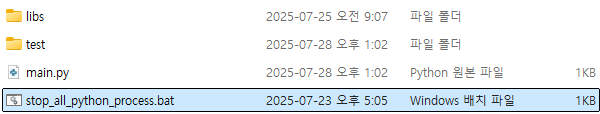 libs 2025-07-25 오전 9:07 파일 폴더
test 2025-07-28 오후 1:02 파일 폴더
main.py 2025-07-28 오후 1:02 Python 원본 파일 1KB
stop_all_python_process.bat 2025-07-23 오후 5:05 Windows 배치 파일 1KB